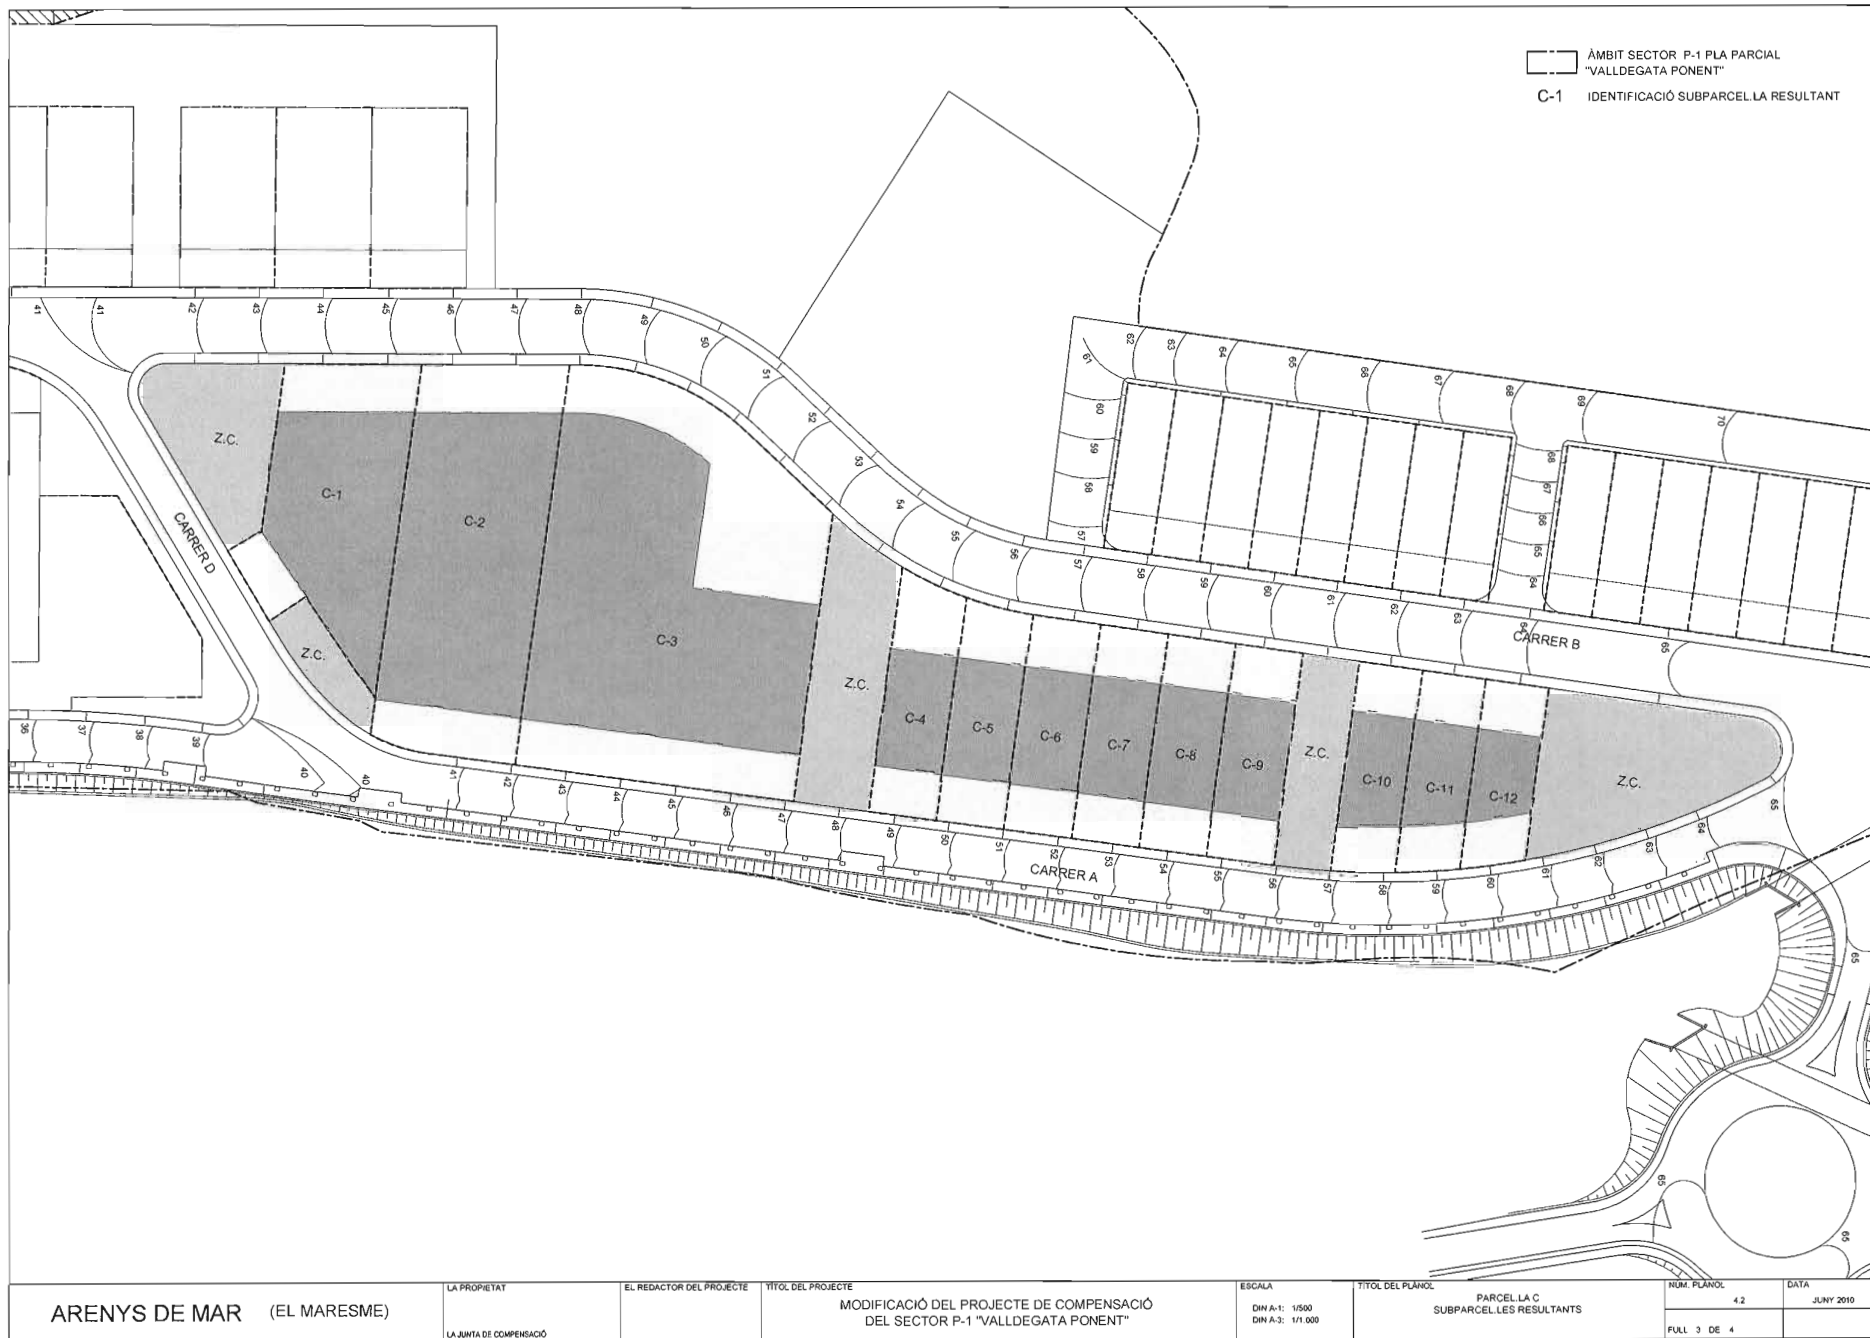 ÀMBIT SECTOR P-1 PLA PARCIAL
"VALLDEGATA PONENT"
C-1 IDENTIFICACIÓ SUBPARCEL.LA RESULTANT
41 41 42 43 44 45 46 47 48 49 50 51 52 53 54 55 56 57 58 59 60 61 62 63 64 65
62 63 64 65 66 67 68 69 70
61 60 59 58 57
68 67 66 65 64
CARRER B
CARRER D
Z.C.
C-1
C-2
C-3
Z.C.
Z.C.
C-4
C-5
C-6
C-7
C-8
C-9
Z.C.
C-10
C-11
C-12
Z.C.
36 37 38 39 40 40 41 42 43 44 45 46 47 48 49 50 51 52 53 54 55 56 57 58 59 60 61 62 63 64 65
CARRER A
65
65
65
ARENYS DE MAR (EL MARESME)
LA PROPIETAT
LA JUNTA DE COMPENSACIÓ
EL REDACTOR DEL PROJECTE
TÍTOL DEL PROJECTE
MODIFICACIÓ DEL PROJECTE DE COMPENSACIÓ
DEL SECTOR P-1 "VALLDEGATA PONENT"
ESCALA
DIN A-1: 1/500
DIN A-3: 1/1.000
TÍTOL DEL PLÀNOL
PARCEL.LA C
SUBPARCEL.LES RESULTANTS
NÚM. PLÀNOL
4.2
FULL 3 DE 4
DATA
JUNY 2010